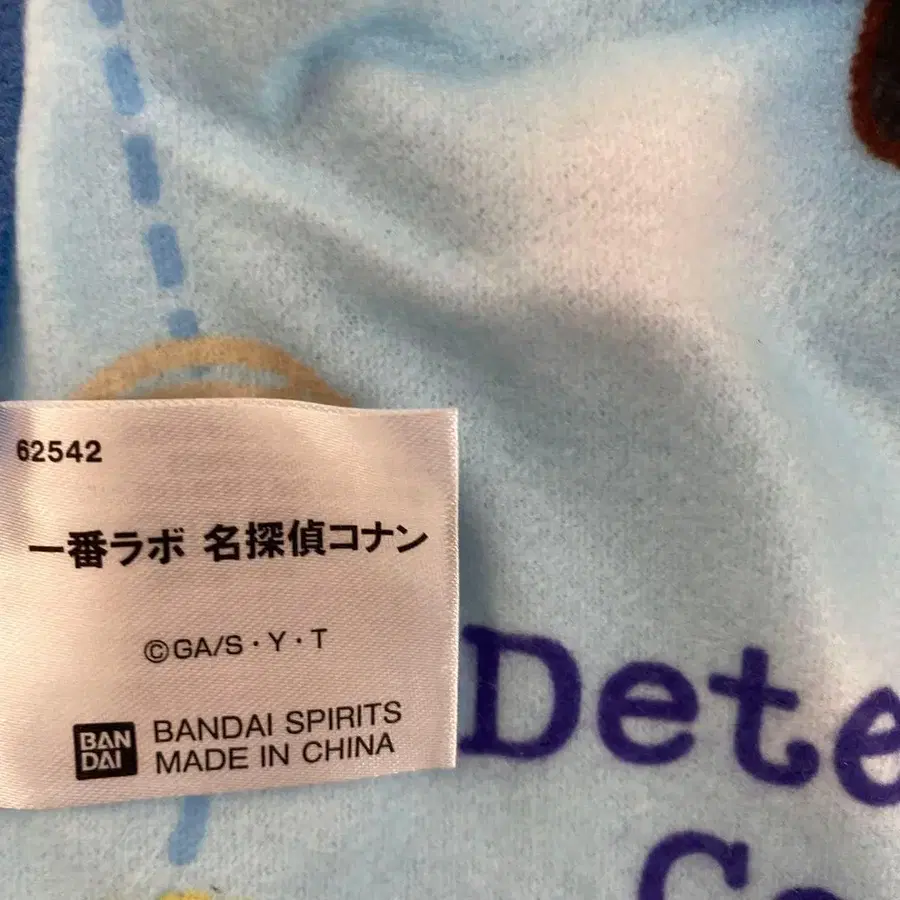 62542
一番ラボ 名探偵コナン
©GA/S・Y・T
BAN
DAI
BANDAI SPIRITS
MADE IN CHINA
Dete
Co